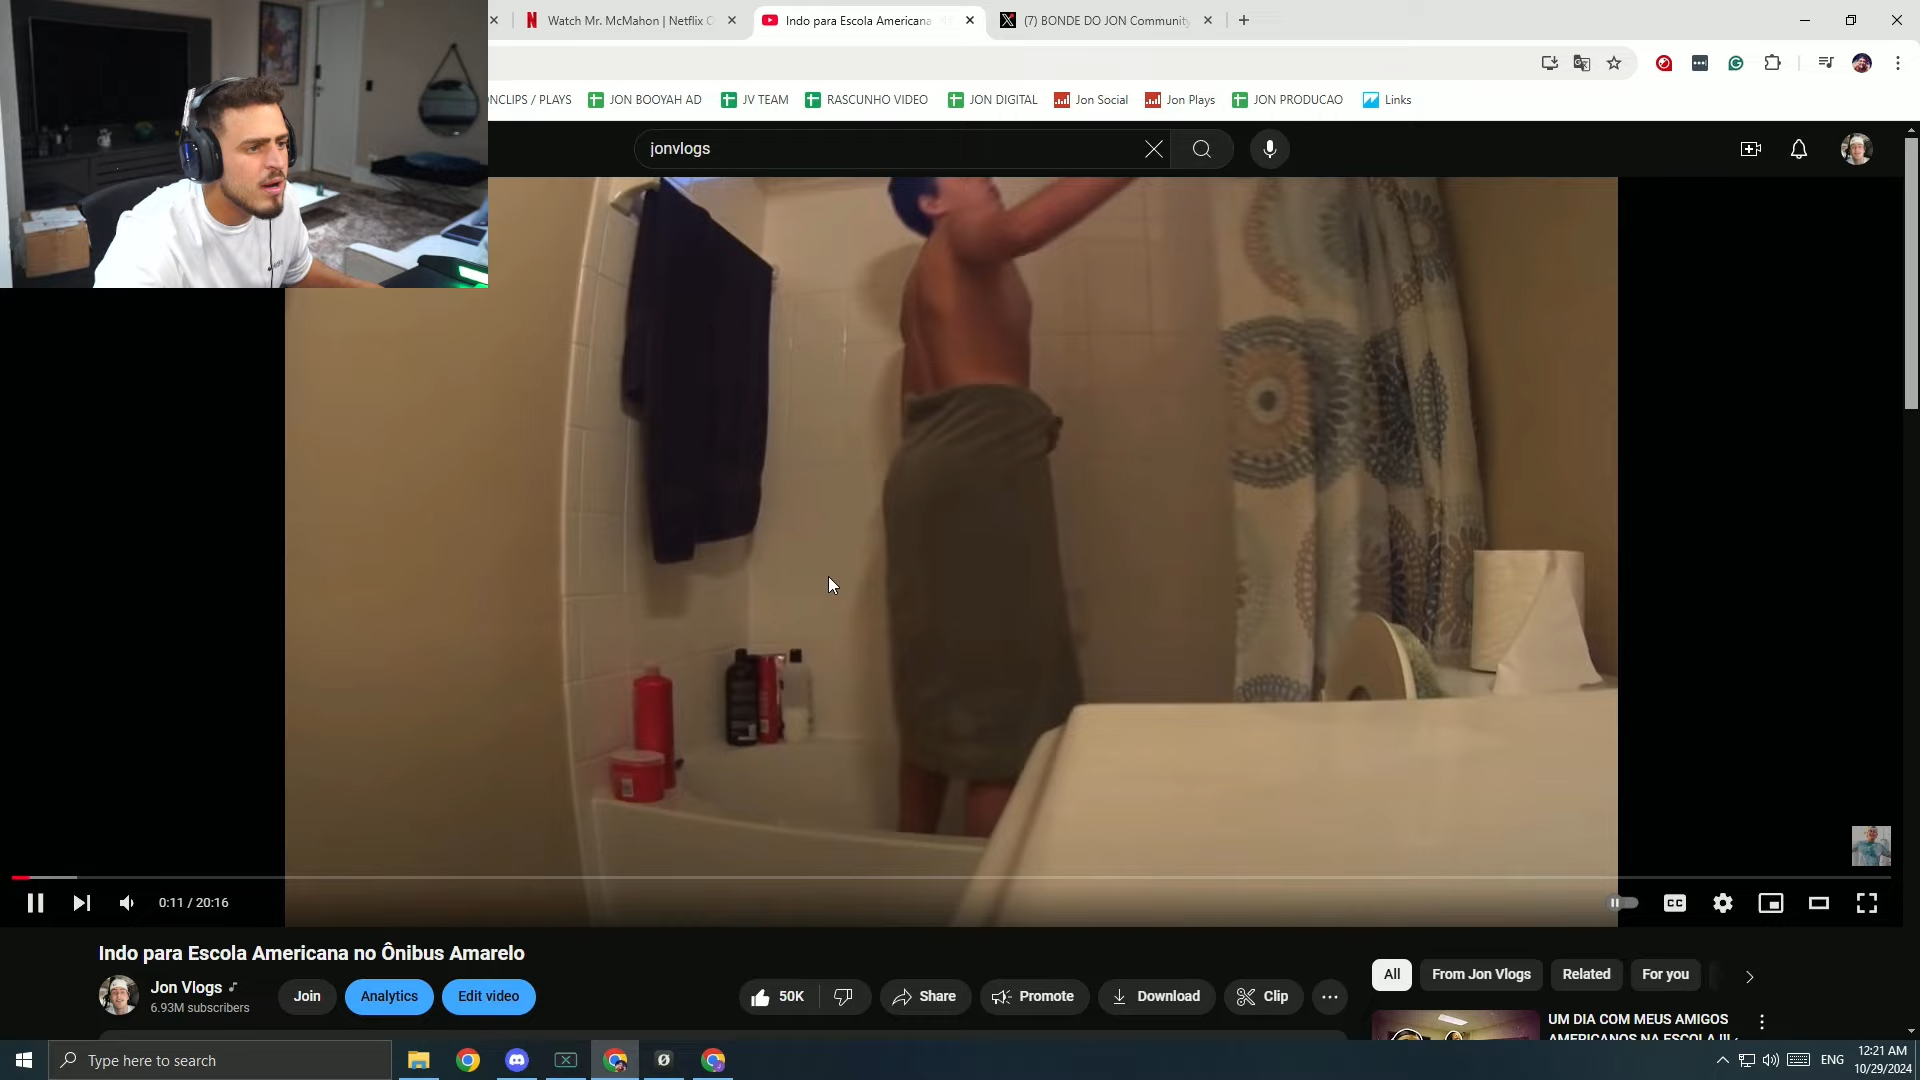 Watch Mr. McMahon | Netflix
Indo para Escola Americana
(7) BONDE DO JON Community
NCLIPS / PLAYS
JON BOOYAH AD
JV TEAM
RASCUNHO VIDEO
JON DIGITAL
Jon Social
Jon Plays
JON PRODUCAO
Links
jonvlogs
0:11 / 20:16
CC
Indo para Escola Americana no Ônibus Amarelo
Jon Vlogs
6.93M subscribers
Join
Analytics
Edit video
50K
Share
Promote
Download
Clip
All
From Jon Vlogs
Related
For you
UM DIA COM MEUS AMIGOS
AMERICANOS NA ESCOLA !!!
Type here to search
ENG
12:21 AM
10/29/2024